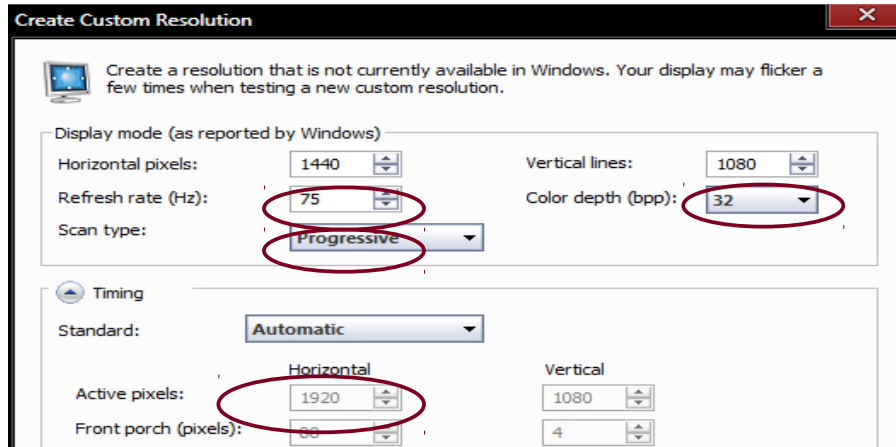 Create Custom Resolution
Create a resolution that is not currently available in Windows. Your display may flicker a
few times when testing a new custom resolution.
Display mode (as reported by Windows)
Horizontal pixels: 1440 Vertical lines: 1080
Refresh rate (Hz): 75 Color depth (bpp): 32
Scan type: Progressive
Timing
Standard: Automatic
Horizontal Vertical
Active pixels: 1920 1080
Front porch (pixels): 4